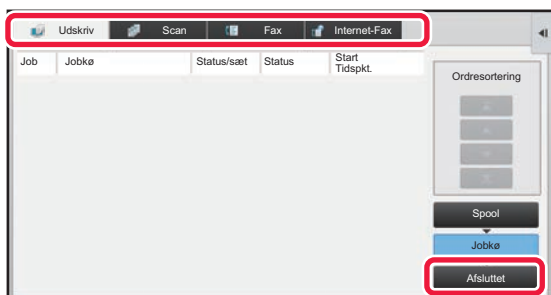 Udskriv Scan Fax Internet-Fax
Job Jobkø Status/sæt Status Start Tidspkt.
Ordresortering
Spool
Jobkø
Afsluttet